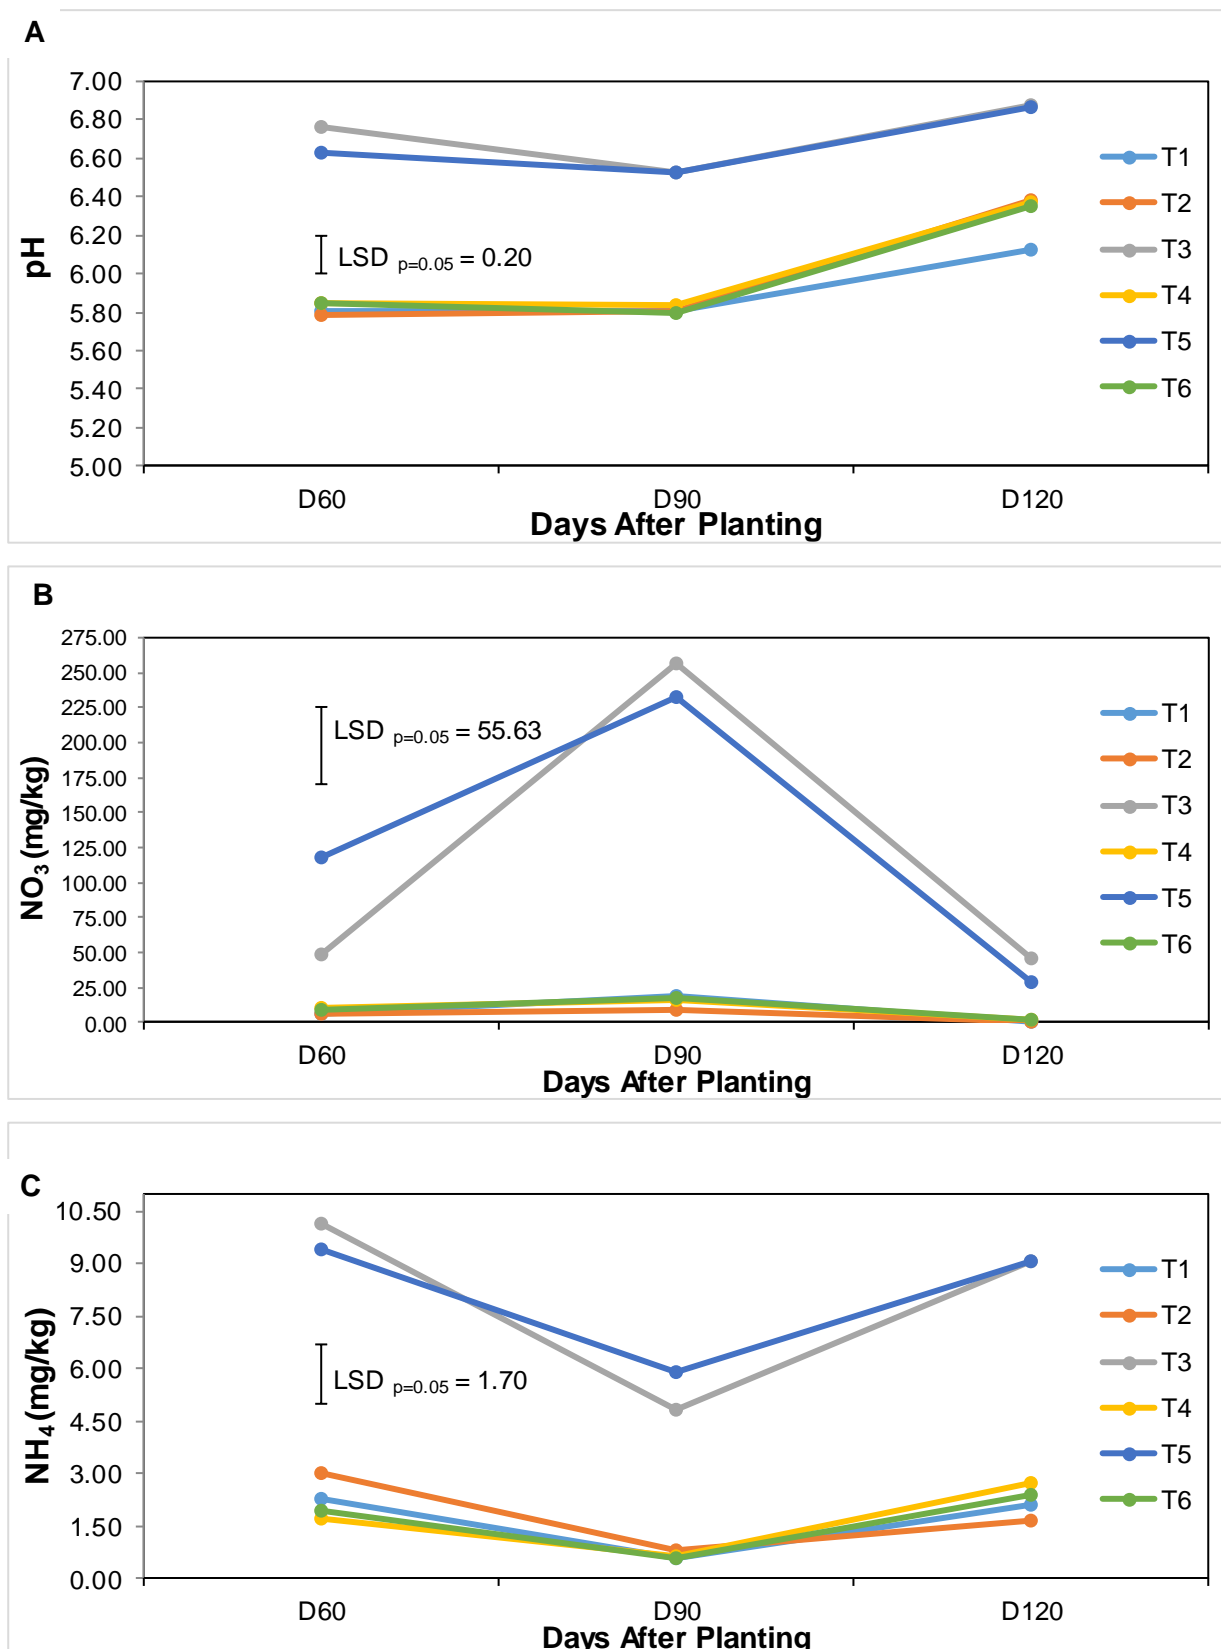 A
7.00
6.80
6.60
6.40
6.20
6.00
5.80
5.60
5.40
5.20
5.00
pH
LSD p=0.05 = 0.20
T1
T2
T3
T4
T5
T6
D60 D90 D120
Days After Planting
B
275.00
250.00
225.00
200.00
175.00
150.00
125.00
100.00
75.00
50.00
25.00
0.00
NO3 (mg/kg)
LSD p=0.05 = 55.63
T1
T2
T3
T4
T5
T6
D60 D90 D120
Days After Planting
C
10.50
9.00
7.50
6.00
4.50
3.00
1.50
0.00
NH4 (mg/kg)
LSD p=0.05 = 1.70
T1
T2
T3
T4
T5
T6
D60 D90 D120
Days After Planting